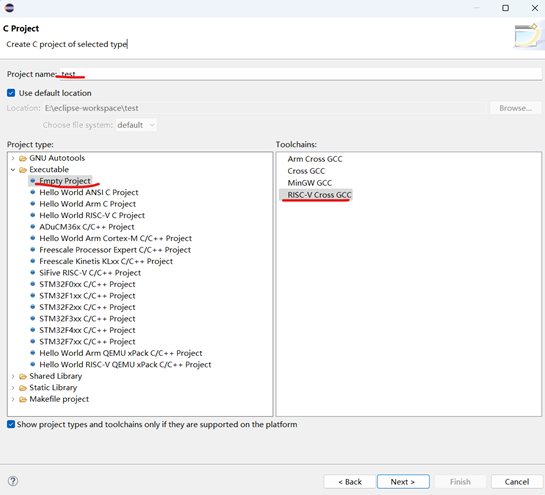 C Project
Create C project of selected type
Project name: test
Use default location
Location: E:\eclipse-workspace\test Browse...
Choose file system: default
Project type:
GNU Autotools
Executable
Empty Project
Hello World ANSI C Project
Hello World Arm C Project
Hello World RISC-V C Project
ADuCM36x C/C++ Project
Hello World Arm Cortex-M C/C++ Project
Freescale Processor Expert C/C++ Project
Freescale Kinetis KLxx C/C++ Project
SiFive RISC-V C/C++ Project
STM32F0xx C/C++ Project
STM32F1xx C/C++ Project
STM32F2xx C/C++ Project
STM32F3xx C/C++ Project
STM32F4xx C/C++ Project
STM32F7xx C/C++ Project
Hello World Arm QEMU xPack C/C++ Project
Hello World RISC-V QEMU xPack C/C++ Project
Shared Library
Static Library
Makefile project
Toolchains:
Arm Cross GCC
Cross GCC
MinGW GCC
RISC-V Cross GCC
Show project types and toolchains only if they are supported on the platform
? < Back Next > Finish Cancel